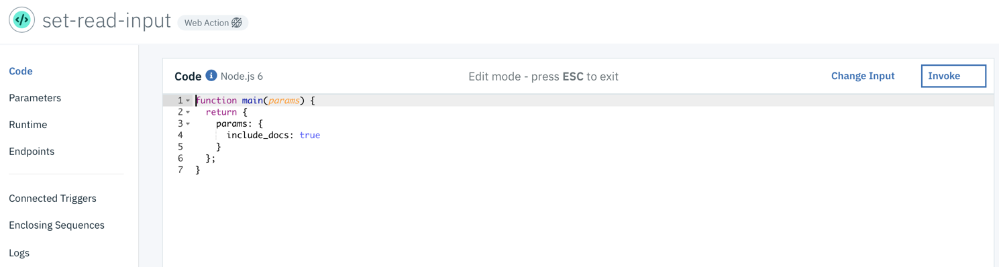 </> set-read-input Web Action
Code
Parameters
Runtime
Endpoints
Connected Triggers
Enclosing Sequences
Logs
Code i Node.js 6 Edit mode - press ESC to exit Change Input Invoke
1 function main(params) {
2   return {
3     params: {
4       include_docs: true
5     }
6   };
7 }